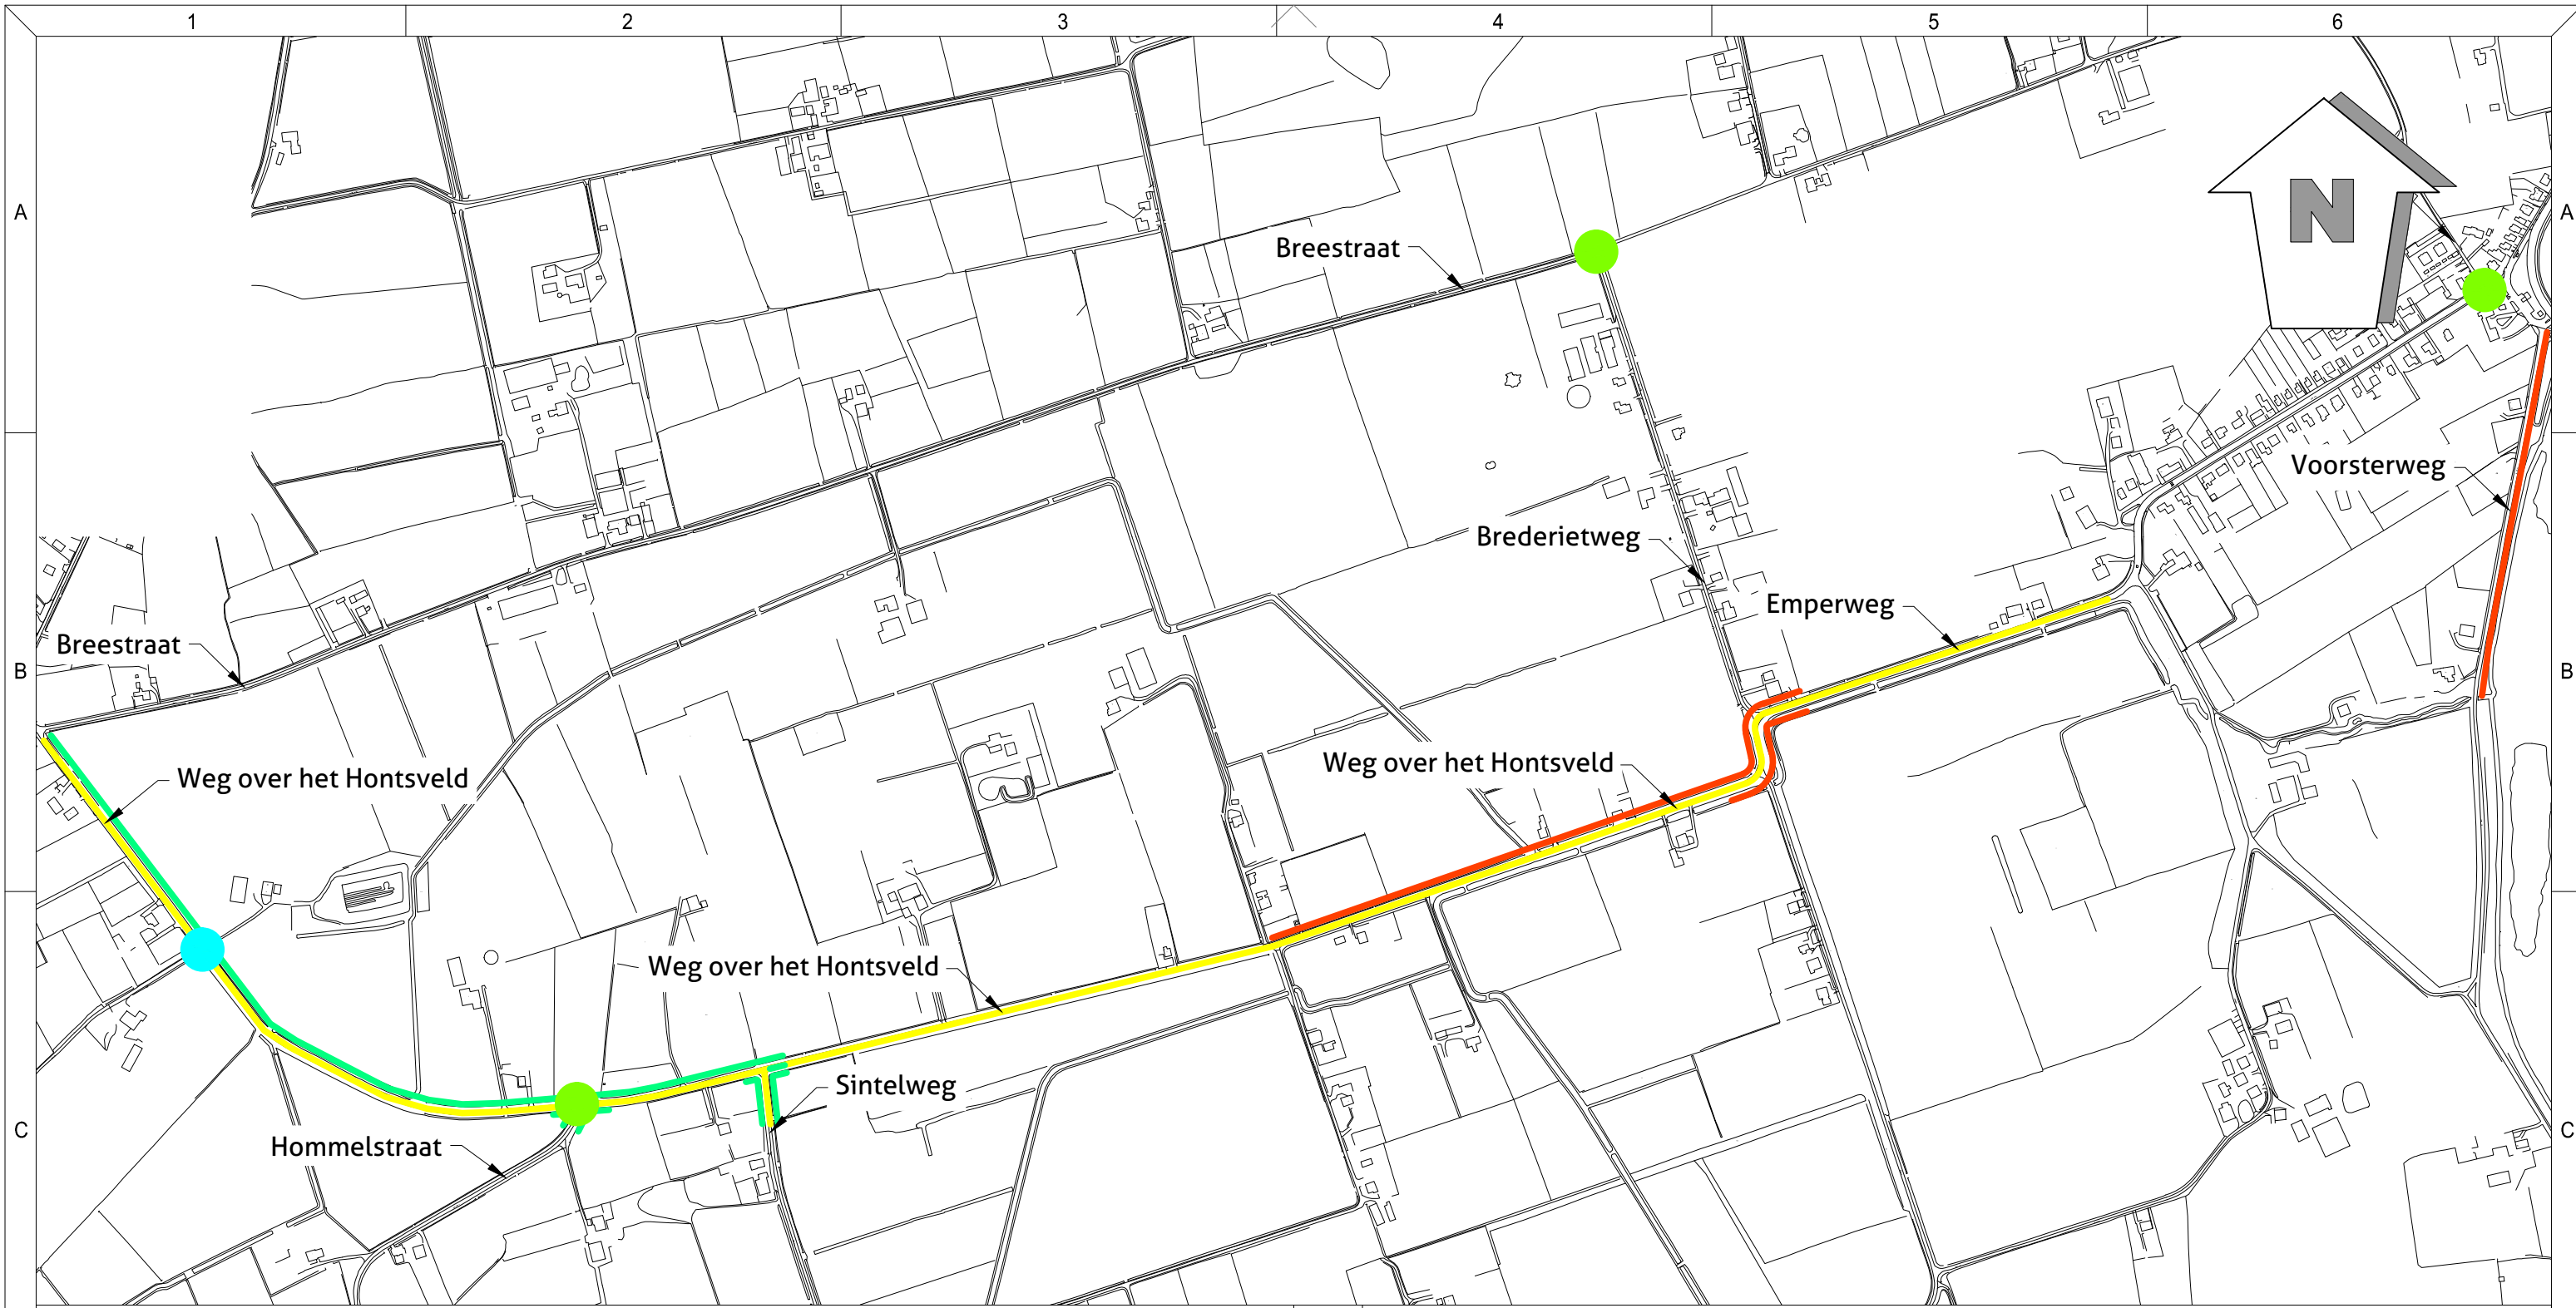 1 2 3 4 5 6
A A
N
Breestraat
Voorsterweg
Brederietweg
Emperweg
Breestraat
B B
Weg over het Hontsveld
Weg over het Hontsveld
Weg over het Hontsveld
Sintelweg
C C
Hommelstraat